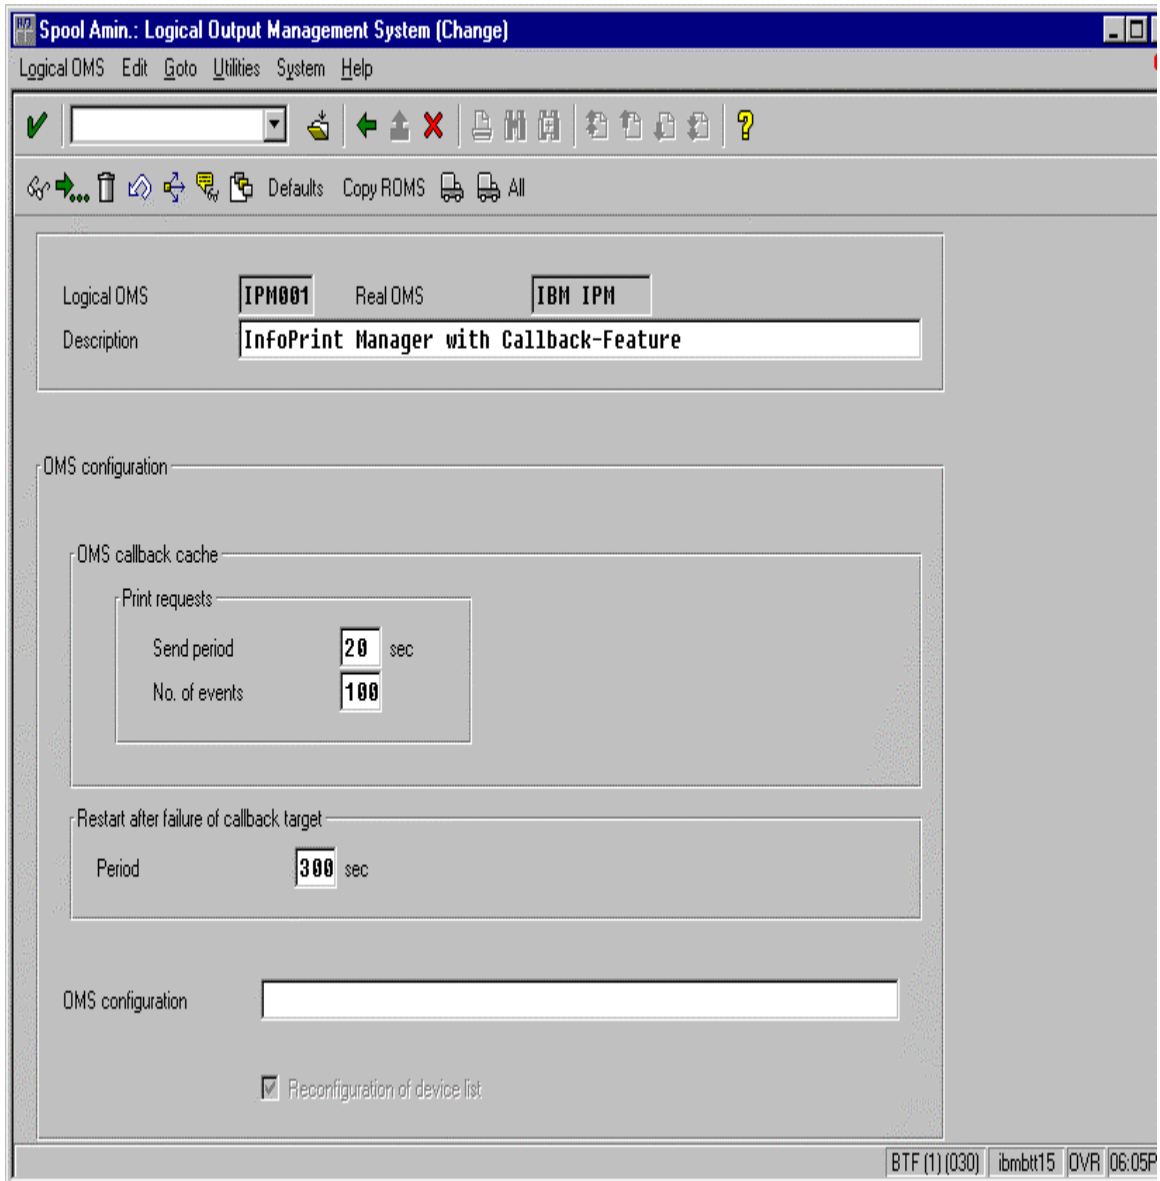 Spool Amin.: Logical Output Management System (Change)
Logical OMS Edit Goto Utilities System Help
Defaults Copy ROMS All
Logical OMS IPM001 Real OMS IBM IPM
Description InfoPrint Manager with Callback-Feature
OMS configuration
OMS callback cache
Print requests
Send period 20 sec
No. of events 100
Restart after failure of callback target
Period 300 sec
OMS configuration
Reconfiguration of device list
BTF (1) (030) ibmbtt15 OVR 06:05P